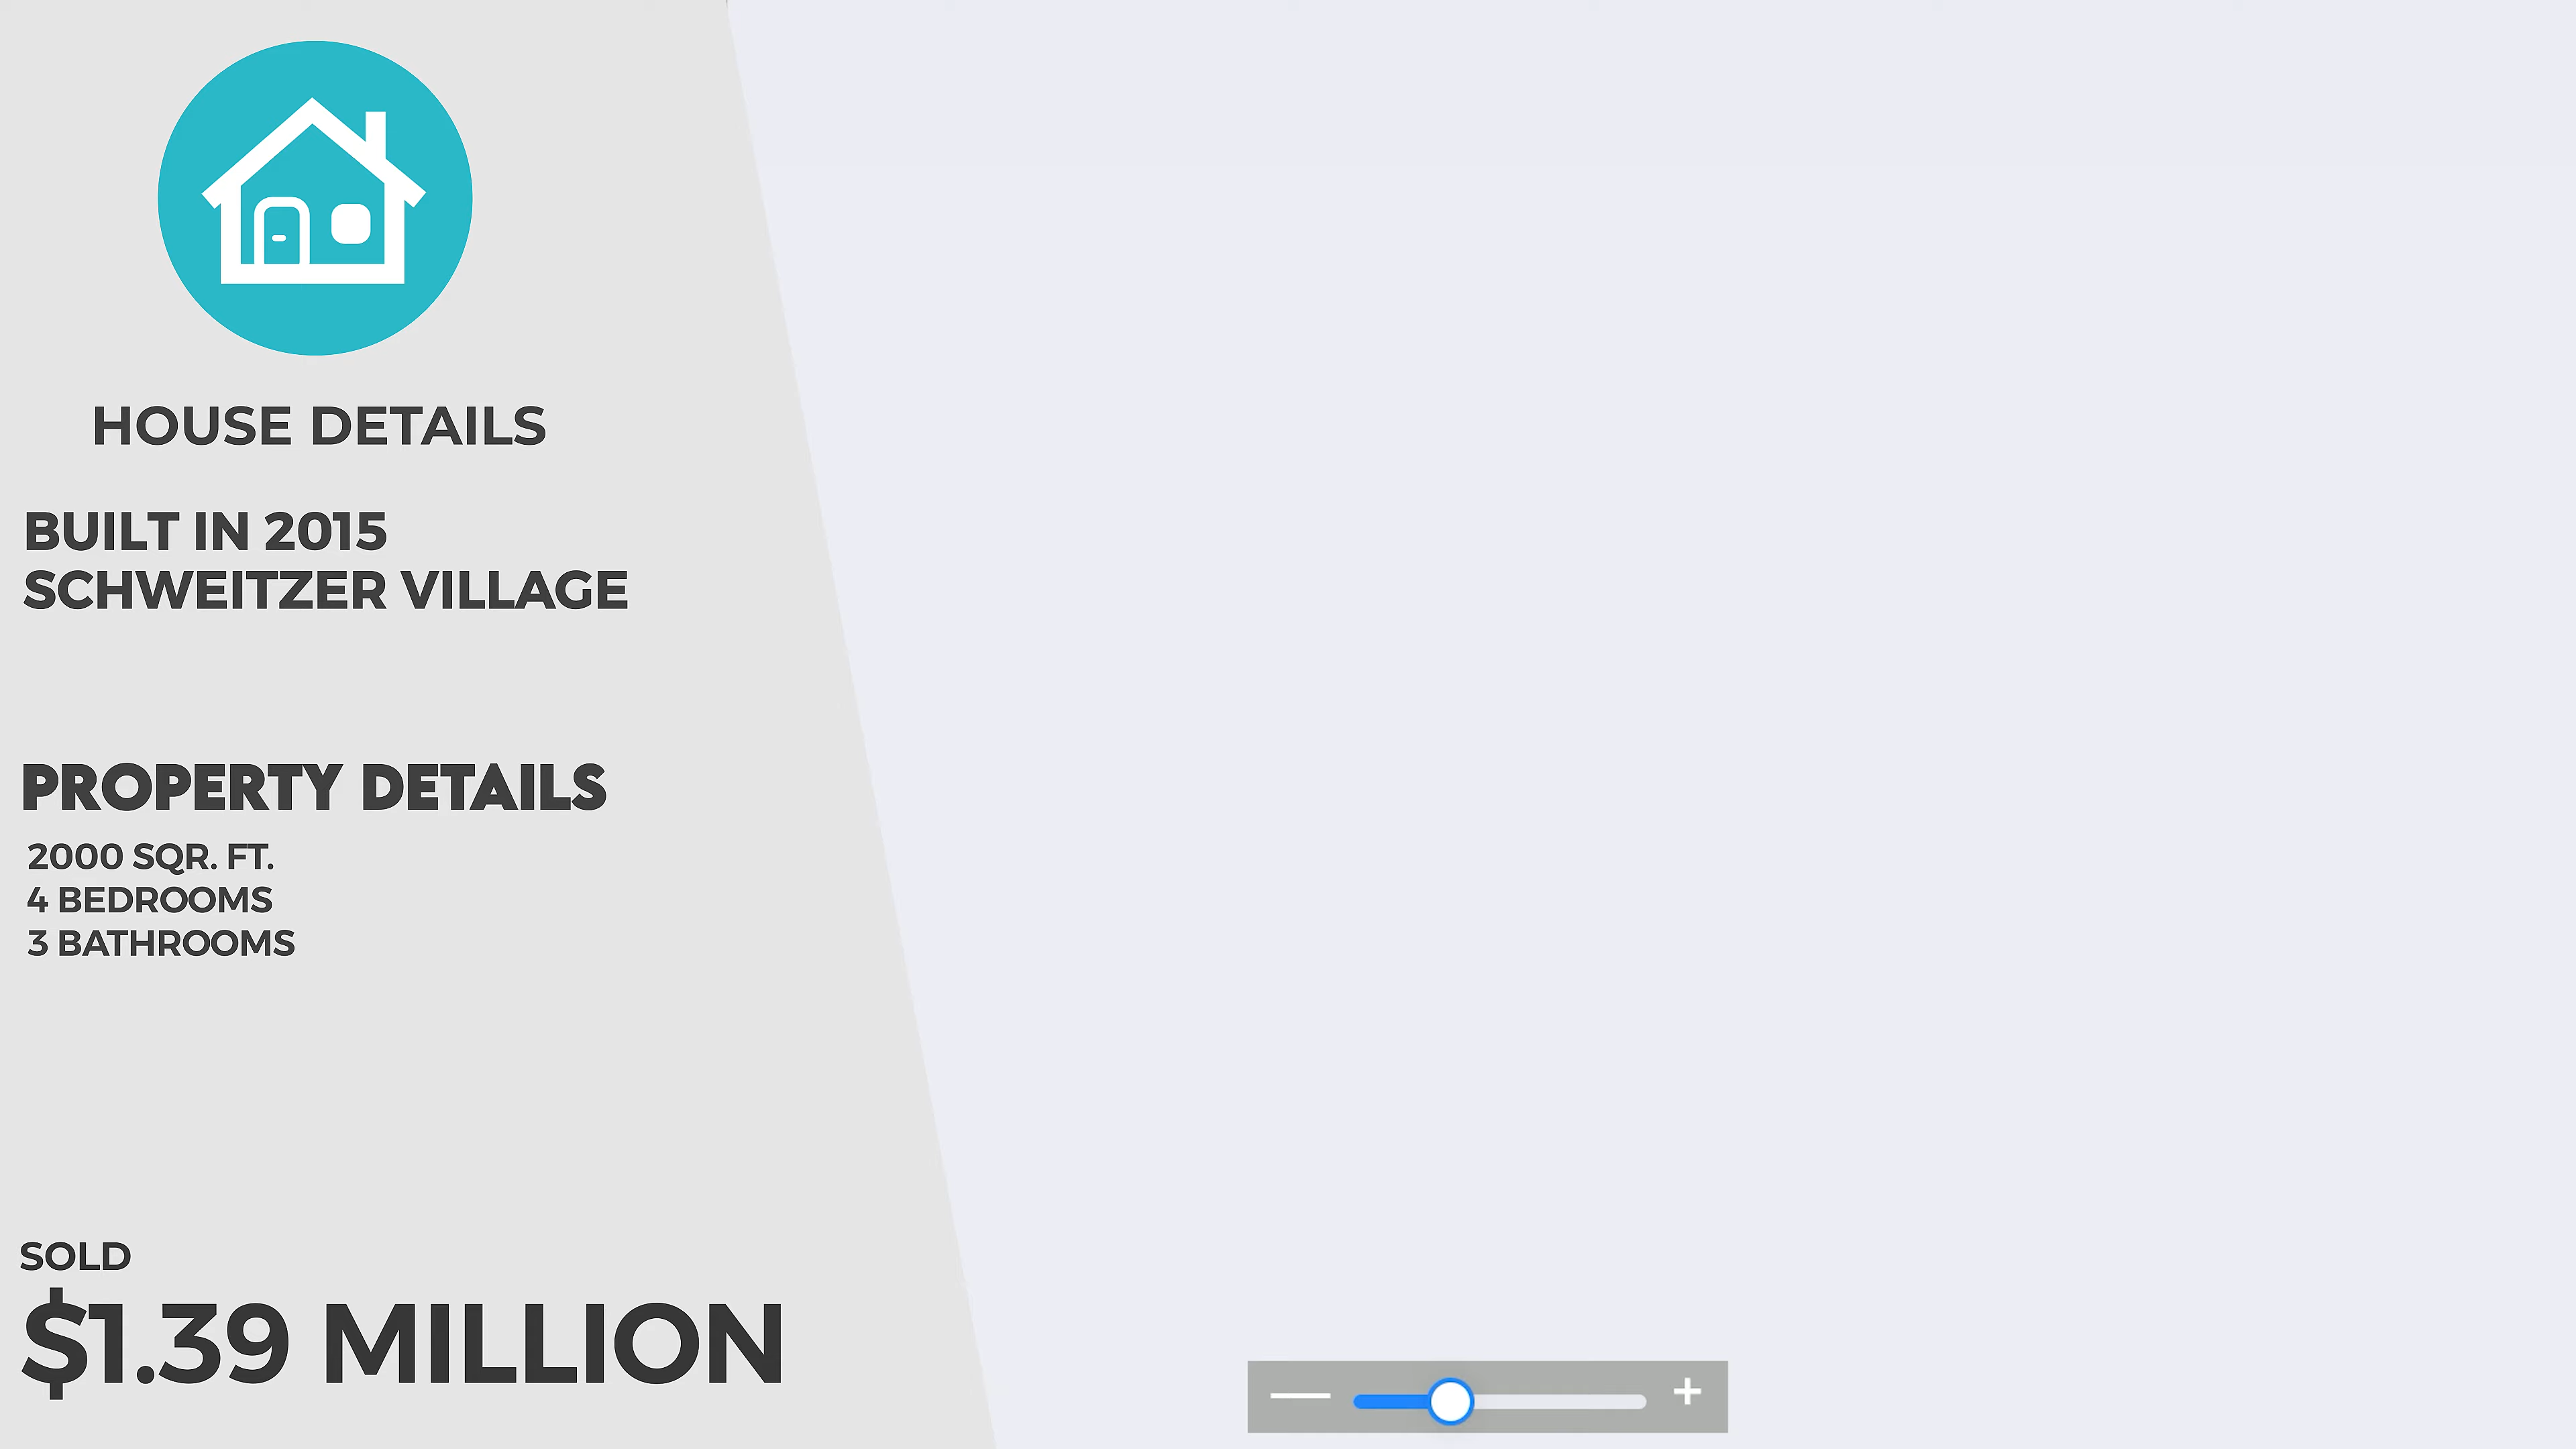 HOUSE DETAILS
BUILT IN 2015
SCHWEITZER VILLAGE
PROPERTY DETAILS
2000 SQR. FT.
4 BEDROOMS
3 BATHROOMS
SOLD
$1.39 MILLION